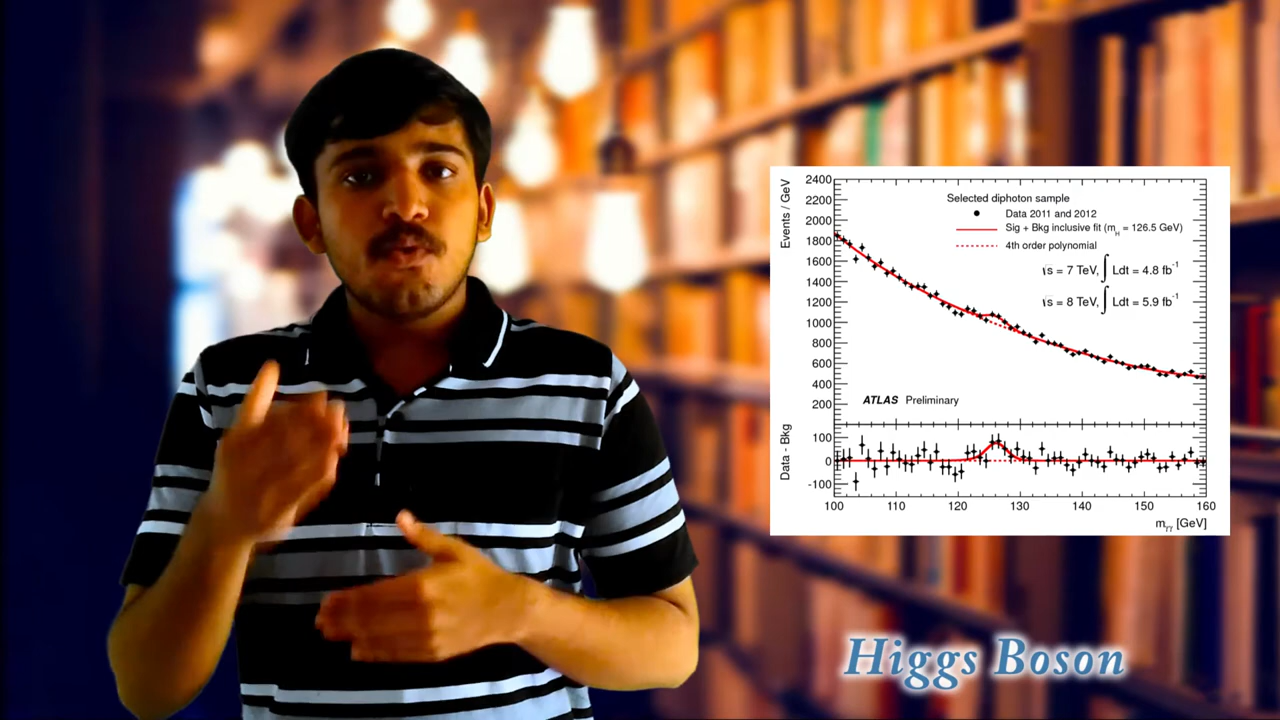 2400
2200
2000
1800
1600
1400
1200
1000
800
600
400
200
Events / GeV
Selected diphoton sample
Data 2011 and 2012
Sig + Bkg inclusive fit (m_H = 126.5 GeV)
4th order polynomial
√s = 7 TeV, ∫ Ldt = 4.8 fb⁻¹
√s = 8 TeV, ∫ Ldt = 5.9 fb⁻¹
ATLAS Preliminary
Data - Bkg
100
0
-100
100 110 120 130 140 150 160
m_γγ [GeV]
Higgs Boson